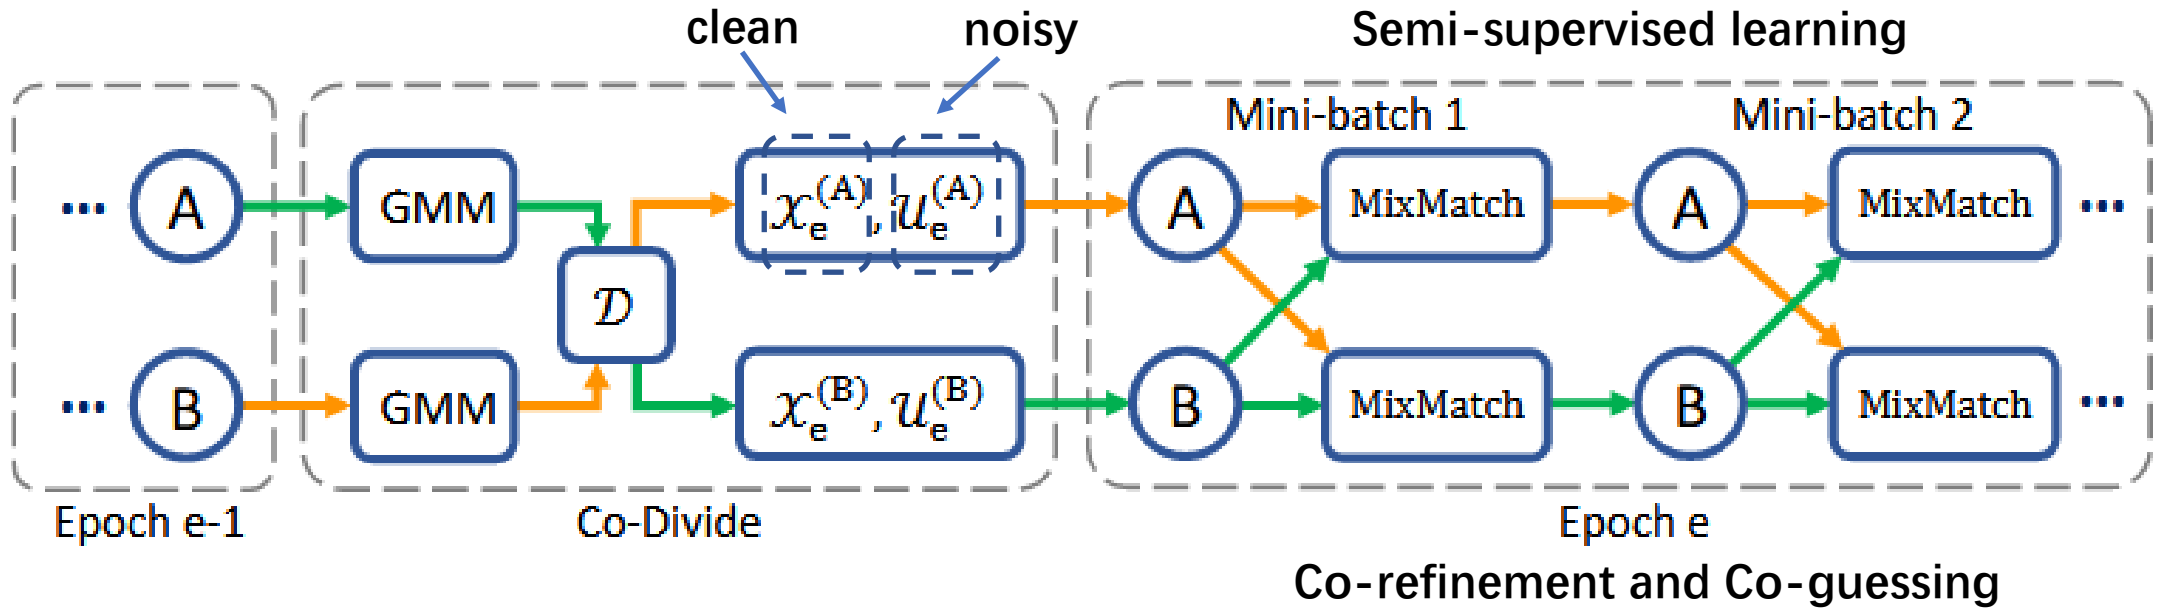 clean noisy Semi-supervised learning
Mini-batch 1 Mini-batch 2
... A GMM 𝒳e(A), 𝒰e(A) A MixMatch A MixMatch ...
𝒟
... B GMM 𝒳e(B), 𝒰e(B) B MixMatch B MixMatch ...
Epoch e-1 Co-Divide Epoch e
Co-refinement and Co-guessing